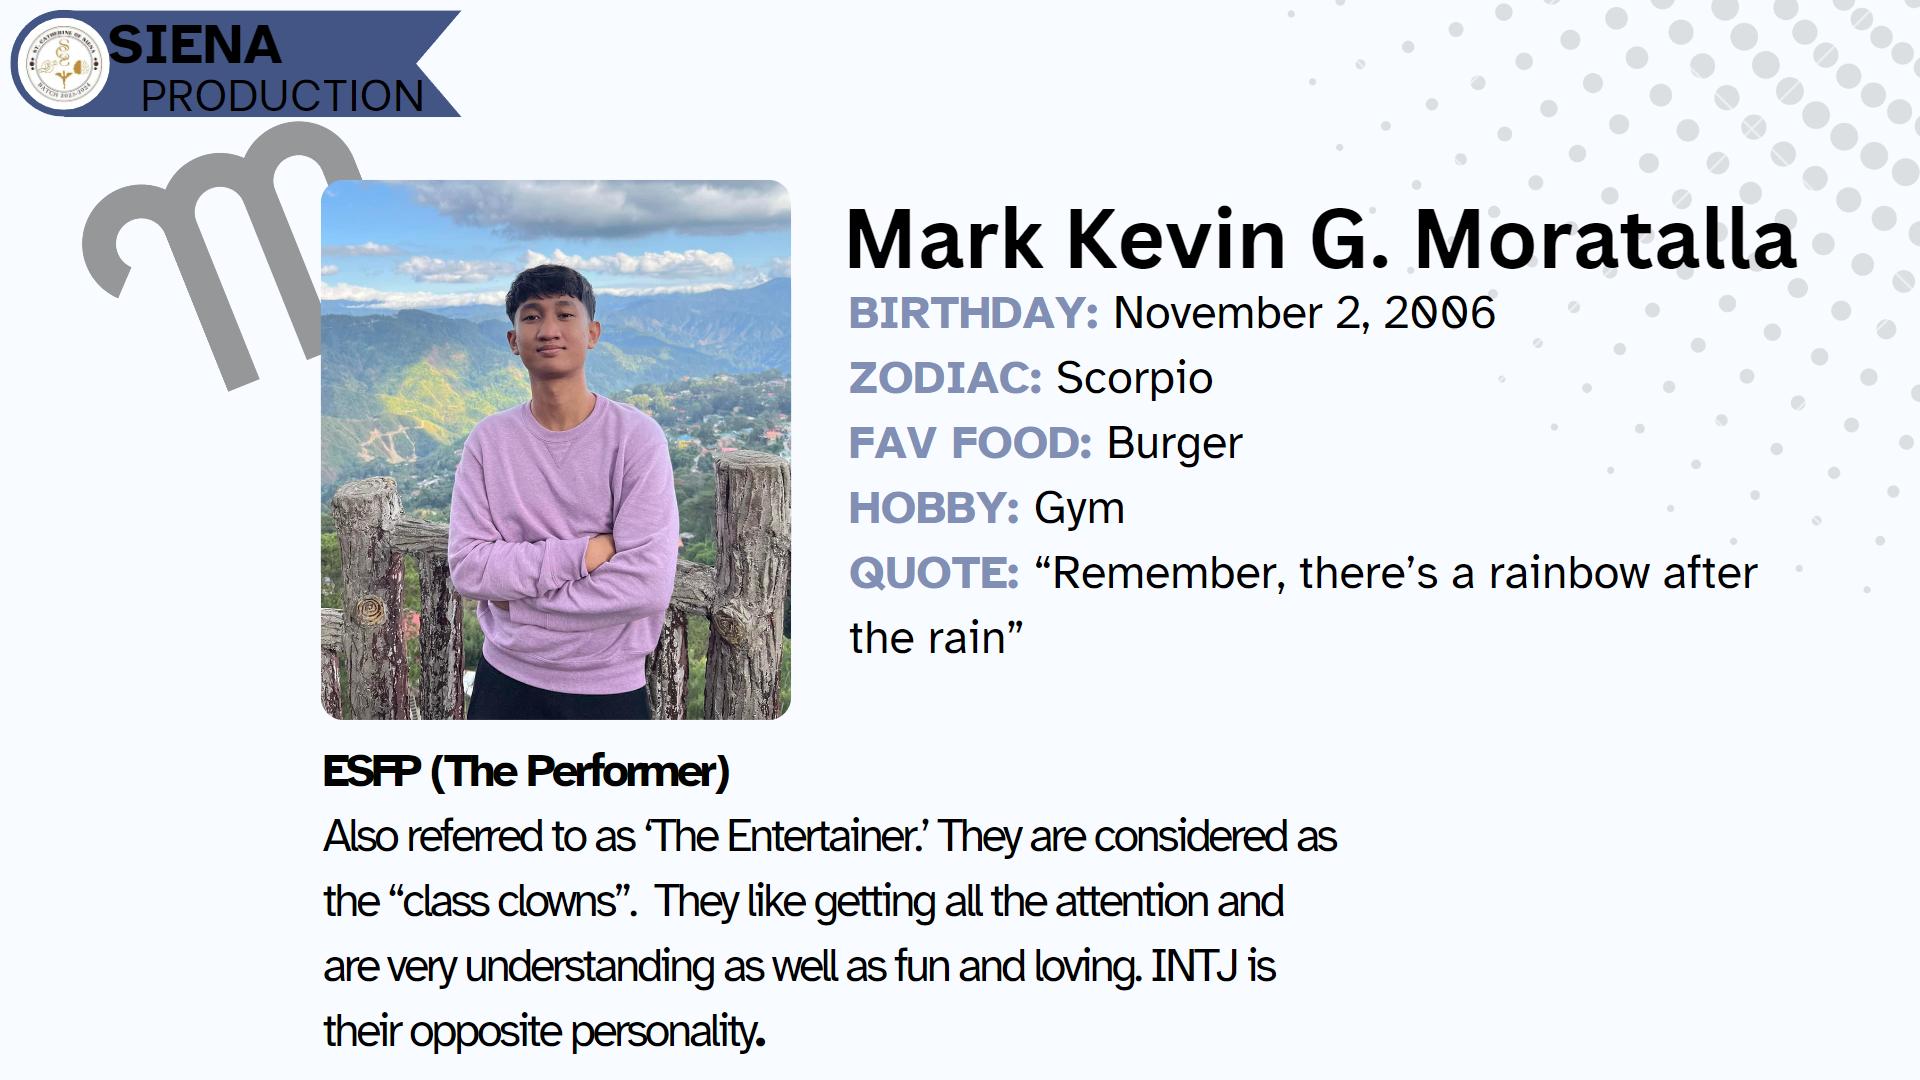 ST. CATHERINE OF SIENA
BATCH 2023-2024
SIENA
PRODUCTION
Mark Kevin G. Moratalla
BIRTHDAY: November 2, 2006
ZODIAC: Scorpio
FAV FOOD: Burger
HOBBY: Gym
QUOTE: “Remember, there’s a rainbow after
the rain”
ESFP (The Performer)
Also referred to as ‘The Entertainer.’ They are considered as
the “class clowns”.  They like getting all the attention and
are very understanding as well as fun and loving. INTJ is
their opposite personality.